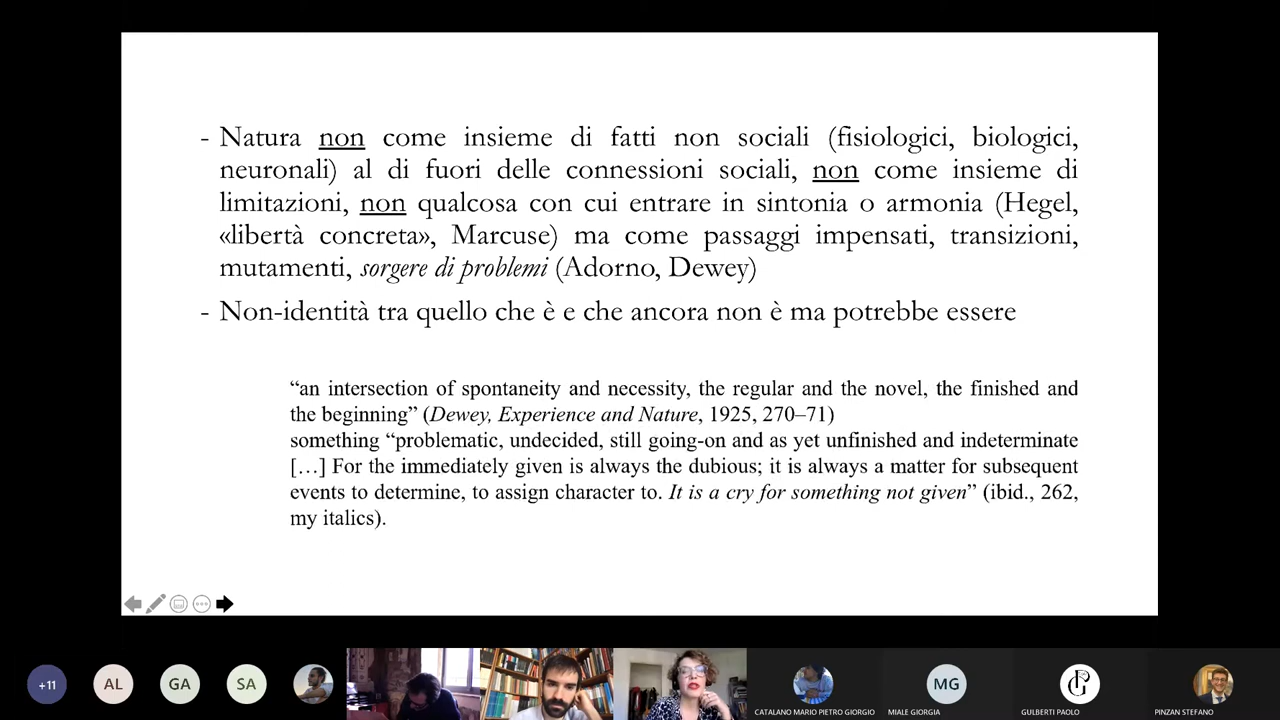 - Natura non come insieme di fatti non sociali (fisiologici, biologici,
neuronali) al di fuori delle connessioni sociali, non come insieme di
limitazioni, non qualcosa con cui entrare in sintonia o armonia (Hegel,
«libertà concreta», Marcuse) ma come passaggi impensati, transizioni,
mutamenti, sorgere di problemi (Adorno, Dewey)
- Non-identità tra quello che è e che ancora non è ma potrebbe essere
“an intersection of spontaneity and necessity, the regular and the novel, the finished and
the beginning” (Dewey, Experience and Nature, 1925, 270–71)
something “problematic, undecided, still going-on and as yet unfinished and indeterminate
[…] For the immediately given is always the dubious; it is always a matter for subsequent
events to determine, to assign character to. It is a cry for something not given” (ibid., 262,
my italics).
+11
AL
GA
SA
CATALANO MARIO PIETRO GIORGIO
MG
MIALE GIORGIA
GULBERTI PAOLO
PINZAN STEFANO